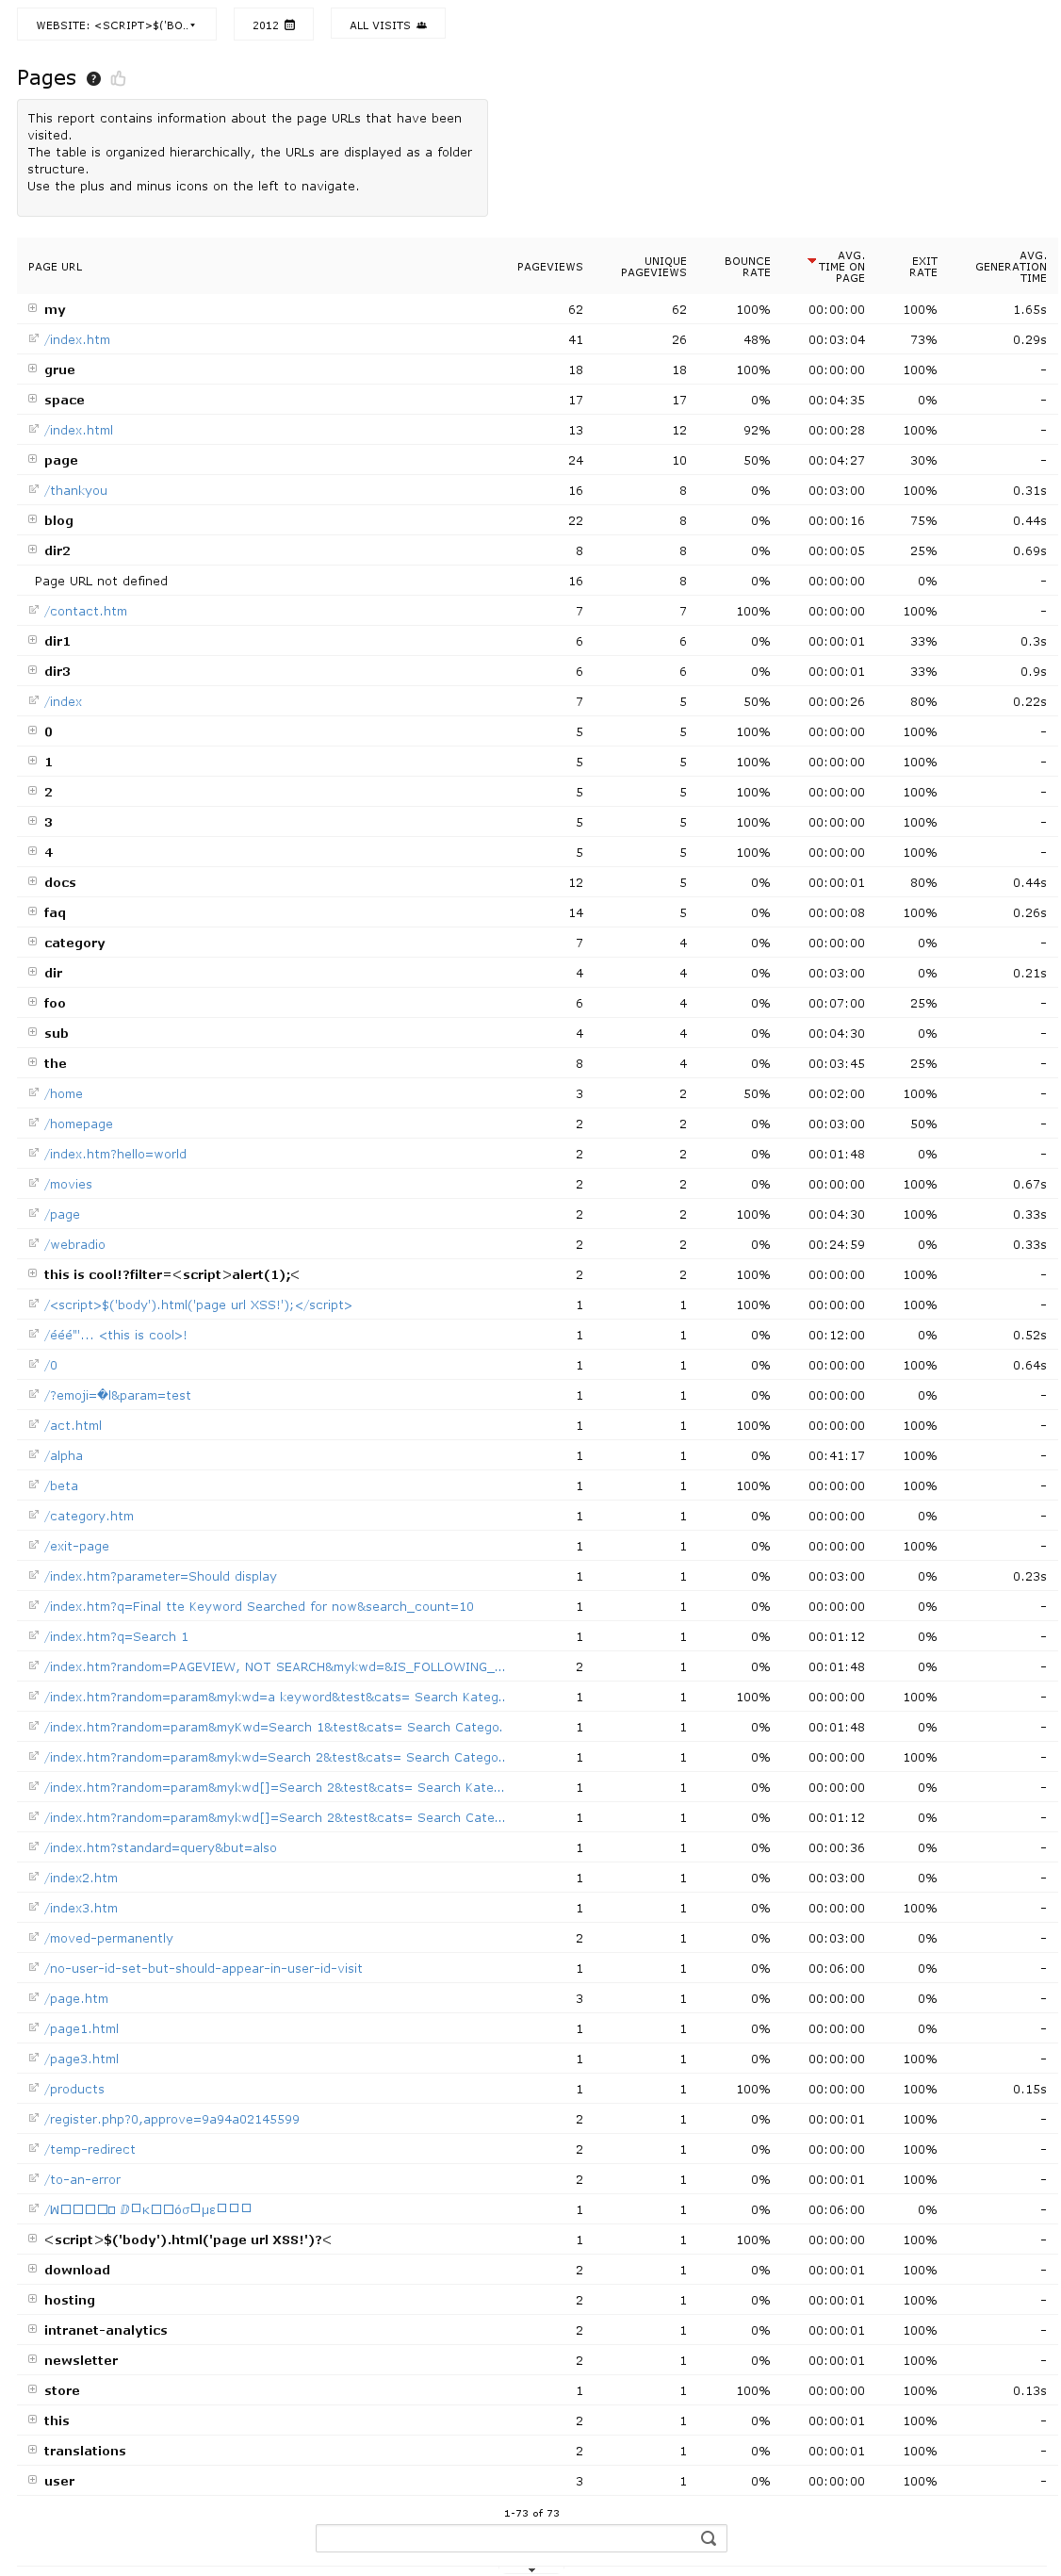 WEBSITE: <SCRIPT>$('BO.. 2012 ALL VISITS
Pages
This report contains information about the page URLs that have been
visited.
The table is organized hierarchically, the URLs are displayed as a folder
structure.
Use the plus and minus icons on the left to navigate.
PAGE URL PAGEVIEWS UNIQUE PAGEVIEWS BOUNCE RATE AVG. TIME ON PAGE EXIT RATE AVG. GENERATION TIME
my 62 62 100% 00:00:00 100% 1.65s
/index.htm 41 26 48% 00:03:04 73% 0.29s
grue 18 18 100% 00:00:00 100% -
space 17 17 0% 00:04:35 0% -
/index.html 13 12 92% 00:00:28 100% -
page 24 10 50% 00:04:27 30% -
/thankyou 16 8 0% 00:03:00 100% 0.31s
blog 22 8 0% 00:00:16 75% 0.44s
dir2 8 8 0% 00:00:05 25% 0.69s
Page URL not defined 16 8 0% 00:00:00 0% -
/contact.htm 7 7 100% 00:00:00 100% -
dir1 6 6 0% 00:00:01 33% 0.3s
dir3 6 6 0% 00:00:01 33% 0.9s
/index 7 5 50% 00:00:26 80% 0.22s
0 5 5 100% 00:00:00 100% -
1 5 5 100% 00:00:00 100% -
2 5 5 100% 00:00:00 100% -
3 5 5 100% 00:00:00 100% -
4 5 5 100% 00:00:00 100% -
docs 12 5 0% 00:00:01 80% 0.44s
faq 14 5 0% 00:00:08 100% 0.26s
category 7 4 0% 00:00:00 0% -
dir 4 4 0% 00:03:00 0% 0.21s
foo 6 4 0% 00:07:00 25% -
sub 4 4 0% 00:04:30 0% -
the 8 4 0% 00:03:45 25% -
/home 3 2 50% 00:02:00 100% -
/homepage 2 2 0% 00:03:00 50% -
/index.htm?hello=world 2 2 0% 00:01:48 0% -
/movies 2 2 0% 00:00:00 100% 0.67s
/page 2 2 100% 00:04:30 100% 0.33s
/webradio 2 2 0% 00:24:59 0% 0.33s
this is cool!?filter=<script>alert(1);< 2 2 100% 00:00:00 100% -
/<script>$('body').html('page url XSS!');</script> 1 1 100% 00:00:00 100% -
/ééé"'... <this is cool>! 1 1 0% 00:12:00 0% 0.52s
/0 1 1 0% 00:00:00 100% 0.64s
/?emoji=�l&param=test 1 1 0% 00:00:00 0% -
/act.html 1 1 100% 00:00:00 100% -
/alpha 1 1 0% 00:41:17 100% -
/beta 1 1 100% 00:00:00 100% -
/category.htm 1 1 0% 00:00:00 0% -
/exit-page 1 1 0% 00:00:00 100% -
/index.htm?parameter=Should display 1 1 0% 00:03:00 0% 0.23s
/index.htm?q=Final tte Keyword Searched for now&search_count=10 1 1 0% 00:00:00 0% -
/index.htm?q=Search 1 1 1 0% 00:01:12 0% -
/index.htm?random=PAGEVIEW, NOT SEARCH&mykwd=&IS_FOLLOWING_... 2 1 0% 00:01:48 0% -
/index.htm?random=param&mykwd=a keyword&test&cats= Search Kateg.. 1 1 100% 00:00:00 100% -
/index.htm?random=param&myKwd=Search 1&test&cats= Search Catego. 1 1 0% 00:01:48 0% -
/index.htm?random=param&mykwd=Search 2&test&cats= Search Catego.. 1 1 0% 00:00:00 100% -
/index.htm?random=param&mykwd[]=Search 2&test&cats= Search Kate... 1 1 0% 00:00:00 0% -
/index.htm?random=param&mykwd[]=Search 2&test&cats= Search Cate... 1 1 0% 00:01:12 0% -
/index.htm?standard=query&but=also 1 1 0% 00:00:36 0% -
/index2.htm 1 1 0% 00:03:00 0% -
/index3.htm 1 1 0% 00:00:00 100% -
/moved-permanently 2 1 0% 00:03:00 0% -
/no-user-id-set-but-should-appear-in-user-id-visit 1 1 0% 00:06:00 0% -
/page.htm 3 1 0% 00:00:00 0% -
/page1.html 1 1 0% 00:00:00 0% -
/page3.html 1 1 0% 00:00:00 100% -
/products 1 1 100% 00:00:00 100% 0.15s
/register.php?0,approve=9a94a02145599 2 1 0% 00:00:01 100% -
/temp-redirect 2 1 0% 00:00:00 100% -
/to-an-error 2 1 0% 00:00:01 100% -
1 1 0% 00:06:00 0% -
<script>$('body').html('page url XSS!')?< 1 1 100% 00:00:00 100% -
download 2 1 0% 00:00:01 100% -
hosting 2 1 0% 00:00:01 100% -
intranet-analytics 2 1 0% 00:00:01 100% -
newsletter 2 1 0% 00:00:01 100% -
store 1 1 100% 00:00:00 100% 0.13s
this 2 1 0% 00:00:01 100% -
translations 2 1 0% 00:00:01 100% -
user 3 1 0% 00:00:00 100% -
1-73 of 73